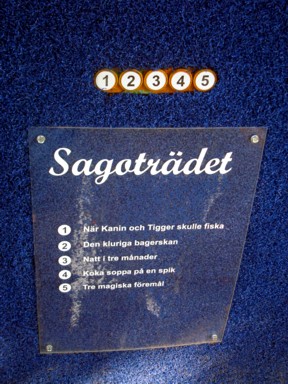 1 2 3 4 5
Sagoträdet
1 När Kanin och Tigger skulle fiska
2 Den kluriga bagerskan
3 Natt i tre månader
4 Koka soppa på en spik
5 Tre magiska föremål